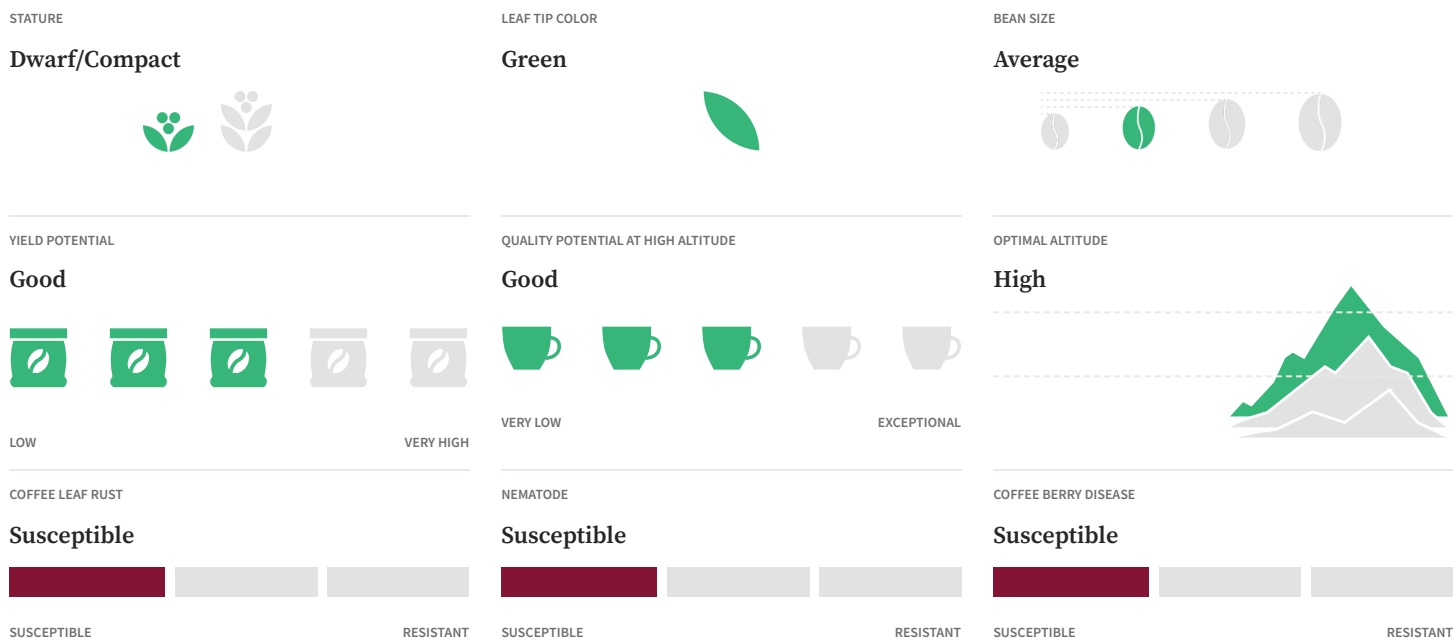 STATURE
Dwarf/Compact
LEAF TIP COLOR
Green
BEAN SIZE
Average
YIELD POTENTIAL
Good
LOW
VERY HIGH
QUALITY POTENTIAL AT HIGH ALTITUDE
Good
VERY LOW
EXCEPTIONAL
OPTIMAL ALTITUDE
High
COFFEE LEAF RUST
Susceptible
SUSCEPTIBLE
RESISTANT
NEMATODE
Susceptible
SUSCEPTIBLE
RESISTANT
COFFEE BERRY DISEASE
Susceptible
SUSCEPTIBLE
RESISTANT